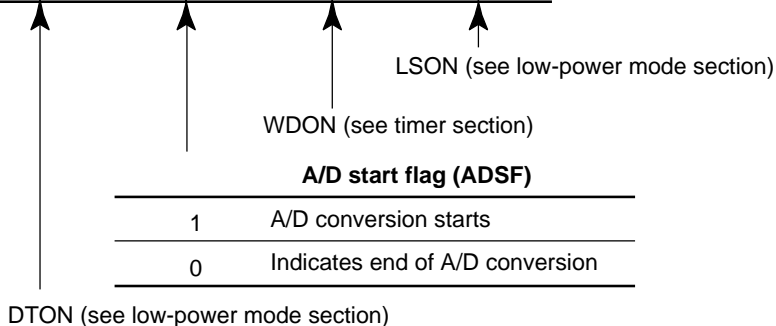 LSON (see low-power mode section)
WDON (see timer section)
A/D start flag (ADSF)
1 A/D conversion starts
0 Indicates end of A/D conversion
DTON (see low-power mode section)